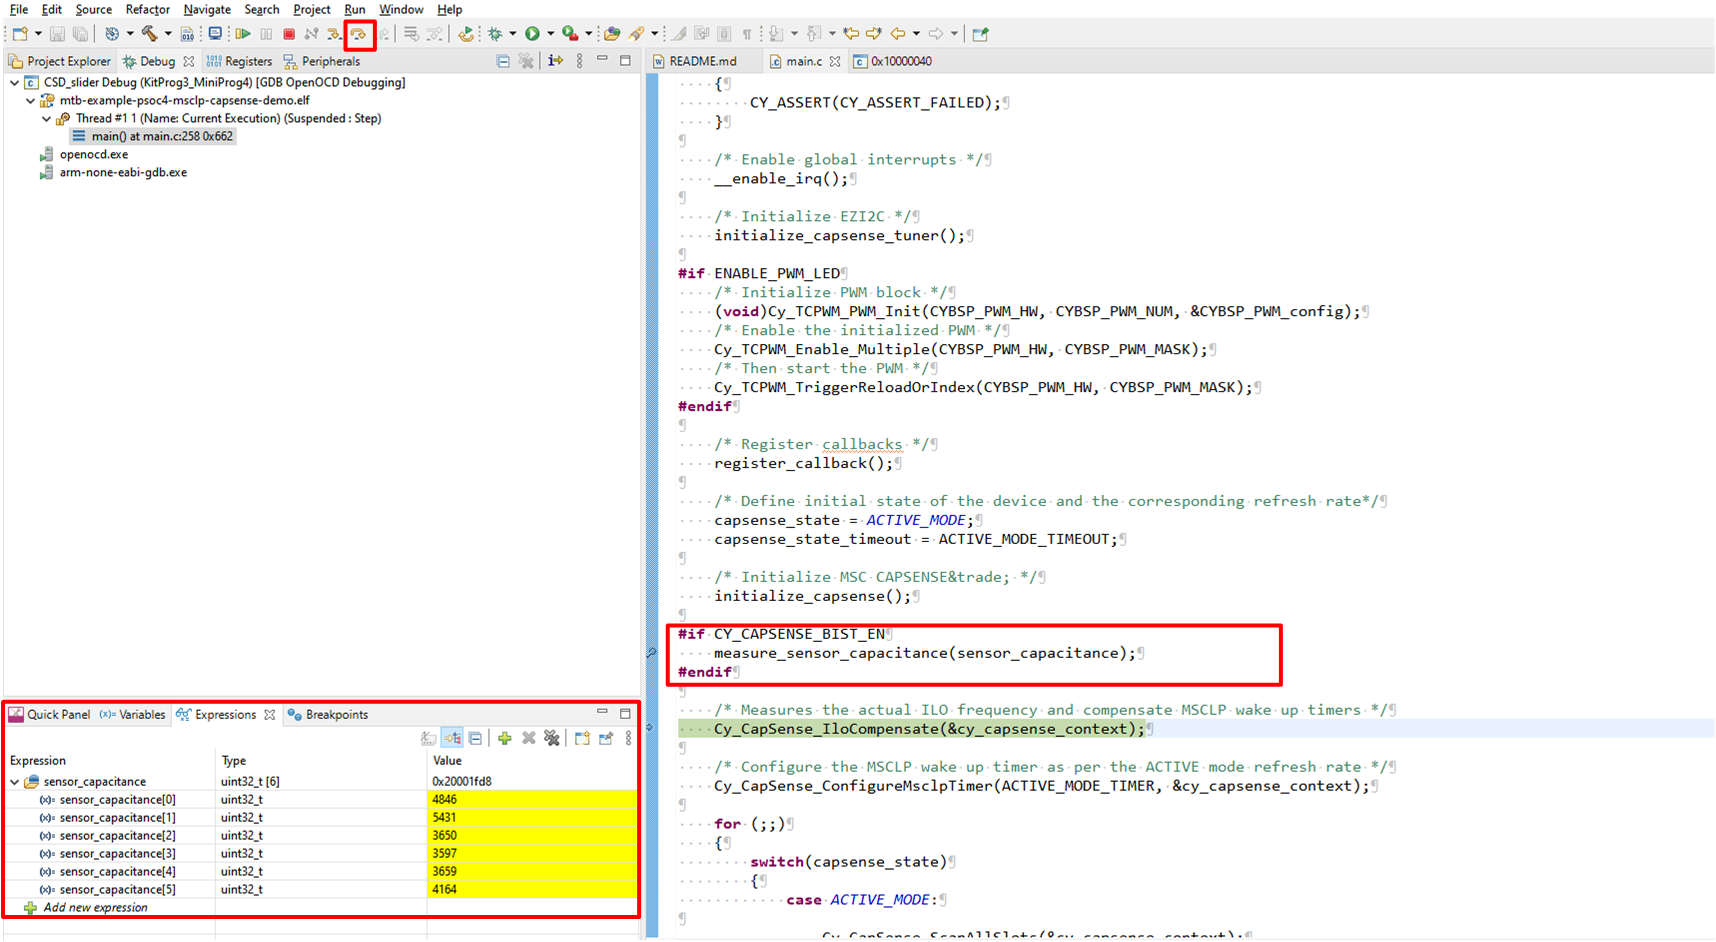 File Edit Source Refactor Navigate Search Project Run Window Help
Project Explorer Debug Registers Peripherals
CSD_slider Debug (KitProg3_MiniProg4) [GDB OpenOCD Debugging]
mtb-example-psoc4-msclp-capsense-demo.elf
Thread #1 1 (Name: Current Execution) (Suspended : Step)
main() at main.c:258 0x662
openocd.exe
arm-none-eabi-gdb.exe
Quick Panel (x)= Variables Expressions Breakpoints
Expression Type Value
sensor_capacitance uint32_t [6] 0x20001fd8
(x)= sensor_capacitance[0] uint32_t 4846
(x)= sensor_capacitance[1] uint32_t 5431
(x)= sensor_capacitance[2] uint32_t 3650
(x)= sensor_capacitance[3] uint32_t 3597
(x)= sensor_capacitance[4] uint32_t 3659
(x)= sensor_capacitance[5] uint32_t 4164
Add new expression
README.md main.c 0x10000040
{¶
CY_ASSERT(CY_ASSERT_FAILED);¶
}¶
¶
/* Enable global interrupts */¶
__enable_irq();¶
¶
/* Initialize EZI2C */¶
initialize_capsense_tuner();¶
¶
#if ENABLE_PWM_LED¶
/* Initialize PWM block */¶
(void)Cy_TCPWM_PWM_Init(CYBSP_PWM_HW, CYBSP_PWM_NUM, &CYBSP_PWM_config);¶
/* Enable the initialized PWM */¶
Cy_TCPWM_Enable_Multiple(CYBSP_PWM_HW, CYBSP_PWM_MASK);¶
/* Then start the PWM */¶
Cy_TCPWM_TriggerReloadOrIndex(CYBSP_PWM_HW, CYBSP_PWM_MASK);¶
#endif¶
¶
/* Register callbacks */¶
register_callback();¶
¶
/* Define initial state of the device and the corresponding refresh rate*/¶
capsense_state = ACTIVE_MODE;¶
capsense_state_timeout = ACTIVE_MODE_TIMEOUT;¶
¶
/* Initialize MSC CAPSENSE&trade; */¶
initialize_capsense();¶
¶
#if CY_CAPSENSE_BIST_EN¶
measure_sensor_capacitance(sensor_capacitance);¶
#endif¶
¶
/* Measures the actual ILO frequency and compensate MSCLP wake up timers */¶
Cy_CapSense_IloCompensate(&cy_capsense_context);¶
¶
/* Configure the MSCLP wake up timer as per the ACTIVE mode refresh rate */¶
Cy_CapSense_ConfigureMsclpTimer(ACTIVE_MODE_TIMER, &cy_capsense_context);¶
¶
for (;;)¶
{¶
switch(capsense_state)¶
{¶
case ACTIVE_MODE:¶
¶
Cy_CapSense_ScanAllSlots(&cy_capsense_context);¶